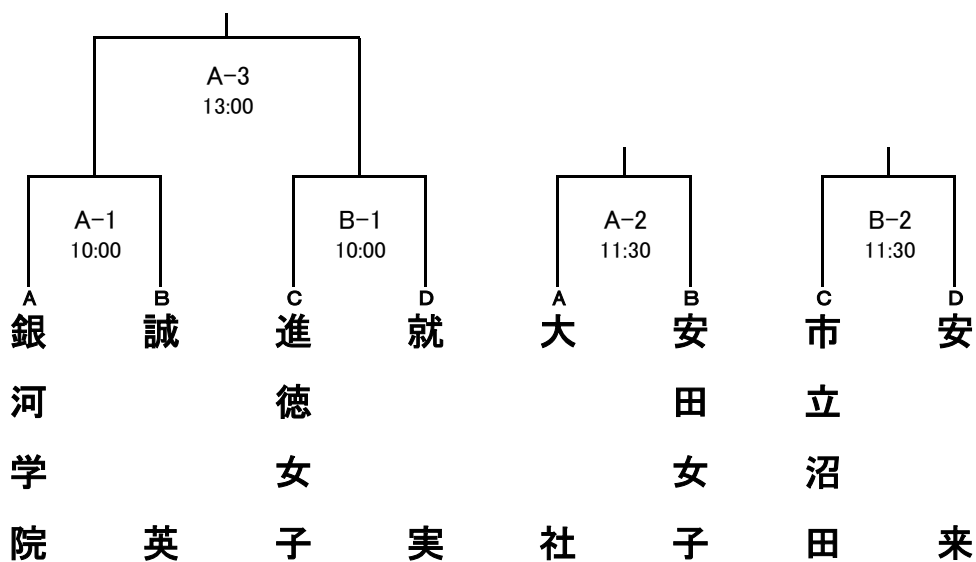 A-3
13:00
A-1
10:00
B-1
10:00
A-2
11:30
B-2
11:30
A
銀河学院
B
誠英
C
進徳女子
D
就実
A
大社
B
安田女子
C
市立沼田
D
安来